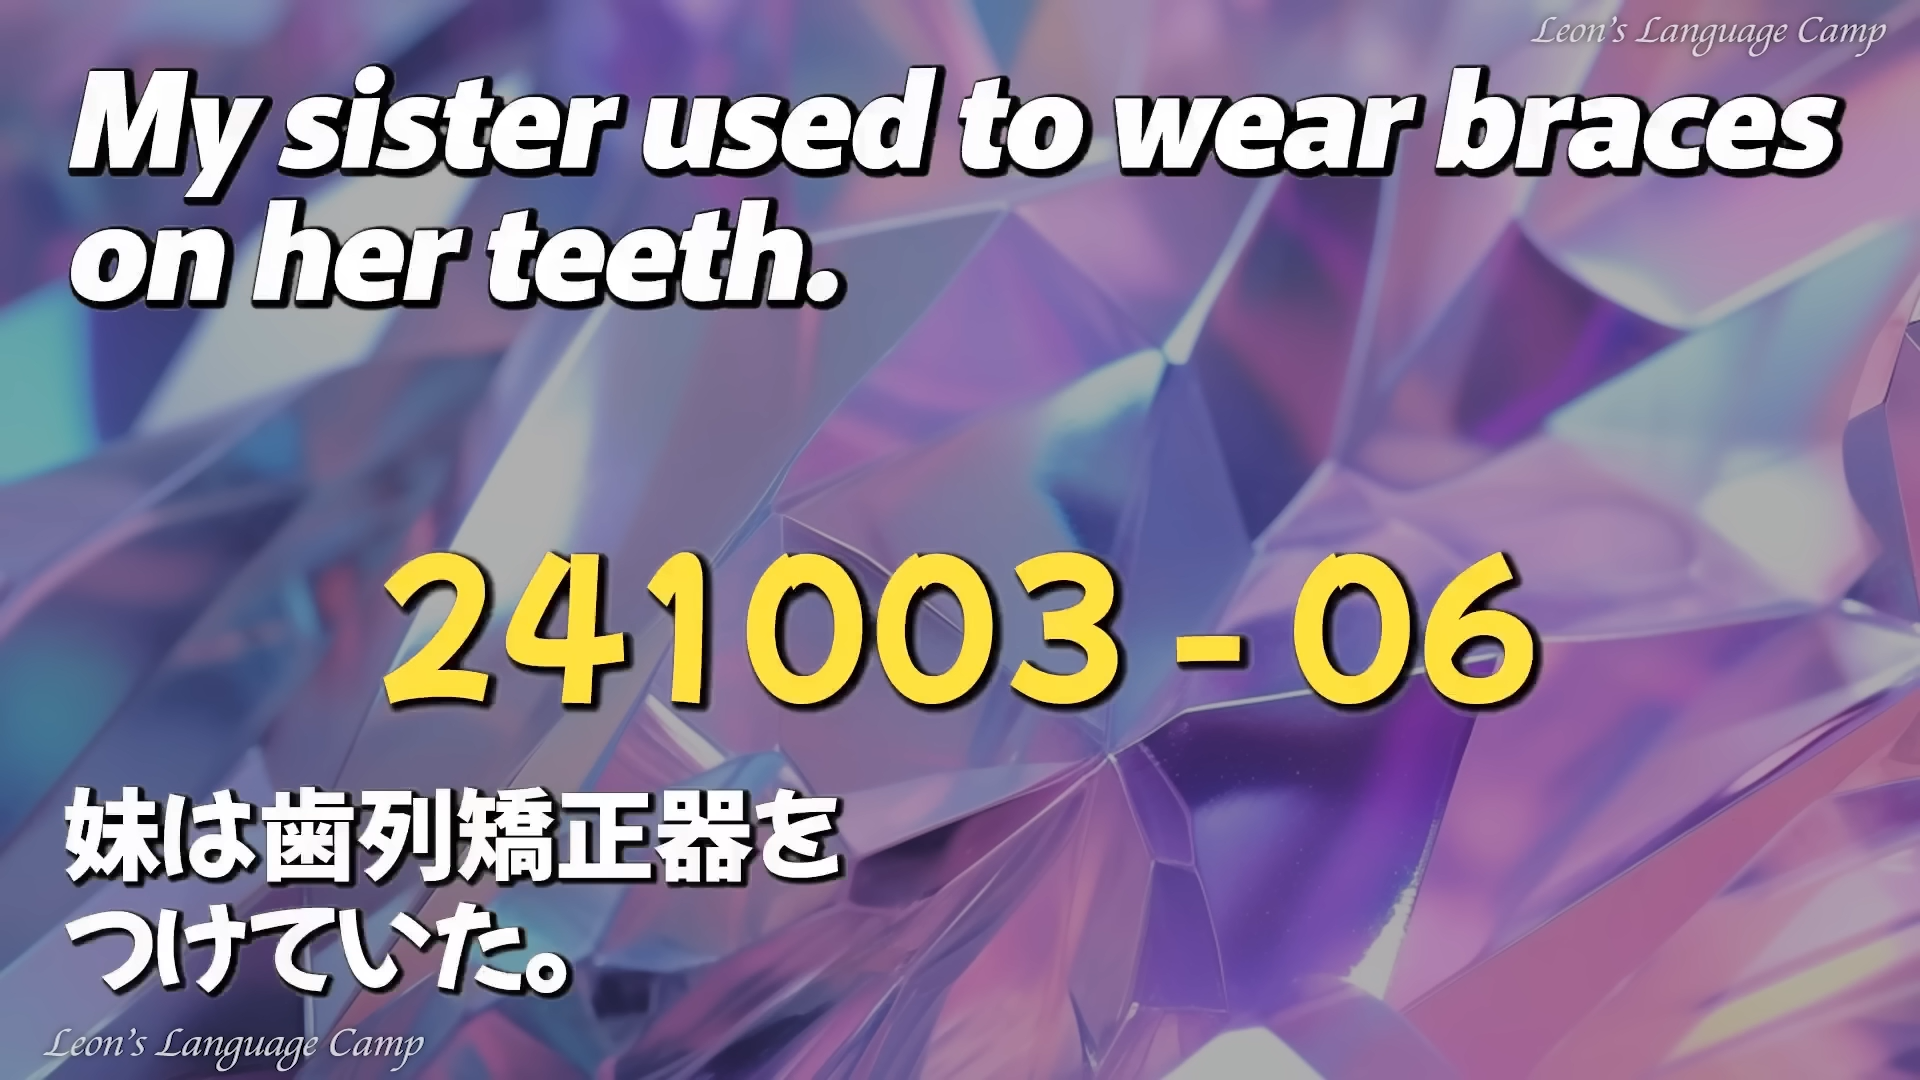 Leon's Language Camp
My sister used to wear braces
on her teeth.
241003 - 06
妹は歯列矯正器を
つけていた。
Leon's Language Camp